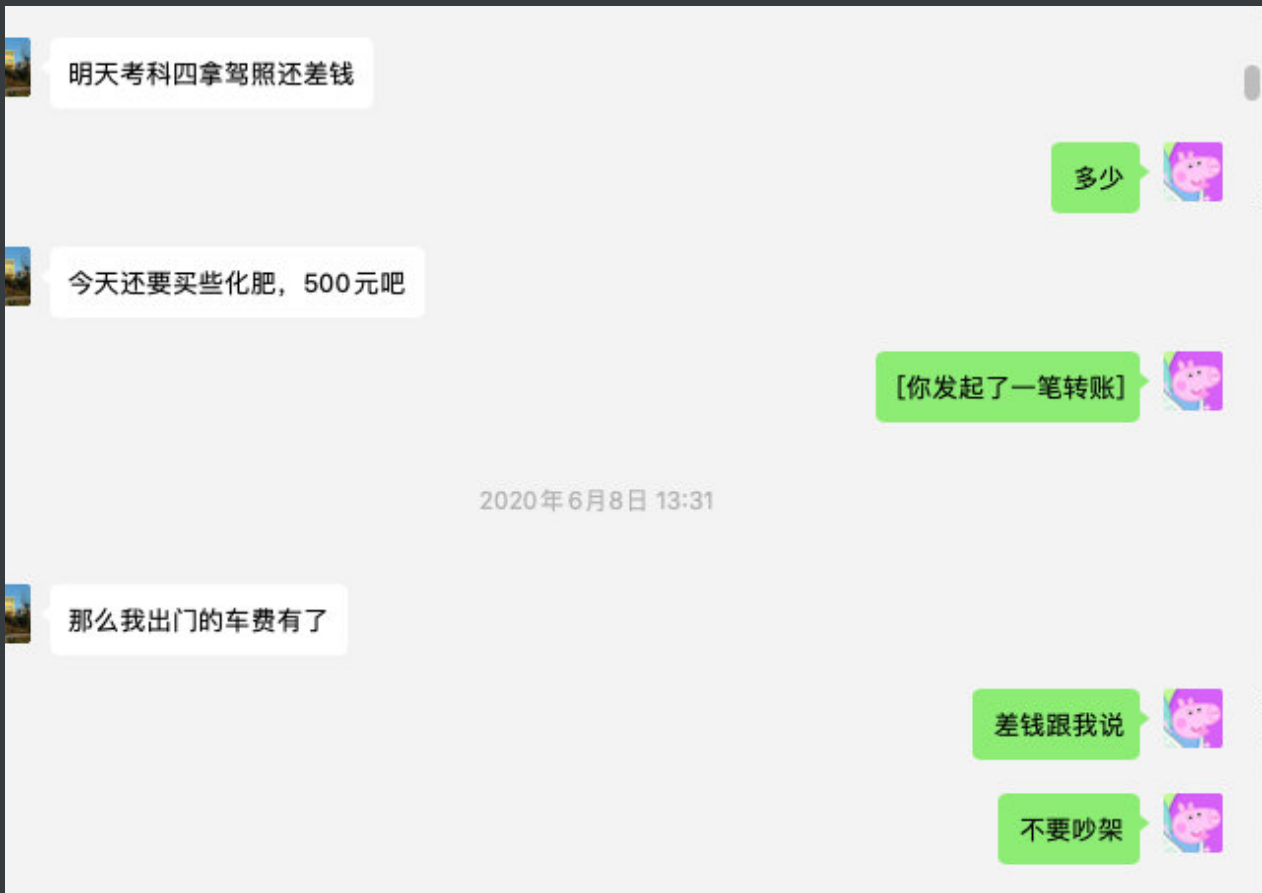 明天考科四拿驾照还差钱
多少
今天还要买些化肥，500元吧
[你发起了一笔转账]
2020年6月8日 13:31
那么我出门的车费有了
差钱跟我说
不要吵架